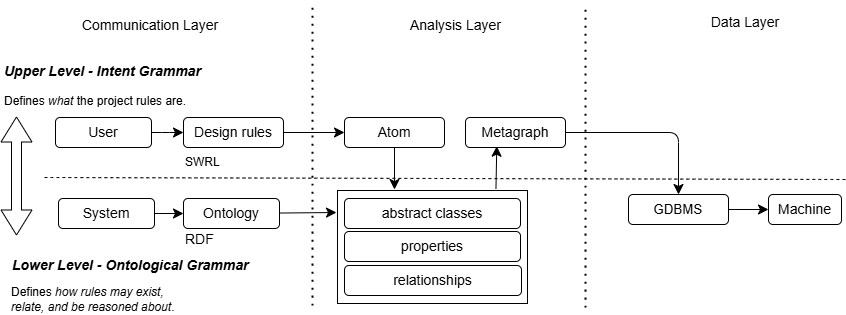 Communication Layer
Analysis Layer
Data Layer
Upper Level - Intent Grammar
Defines what the project rules are.
User
Design rules
Atom
Metagraph
SWRL
System
Ontology
abstract classes
GDBMS
Machine
RDF
properties
Lower Level - Ontological Grammar
relationships
Defines how rules may exist,
relate, and be reasoned about.